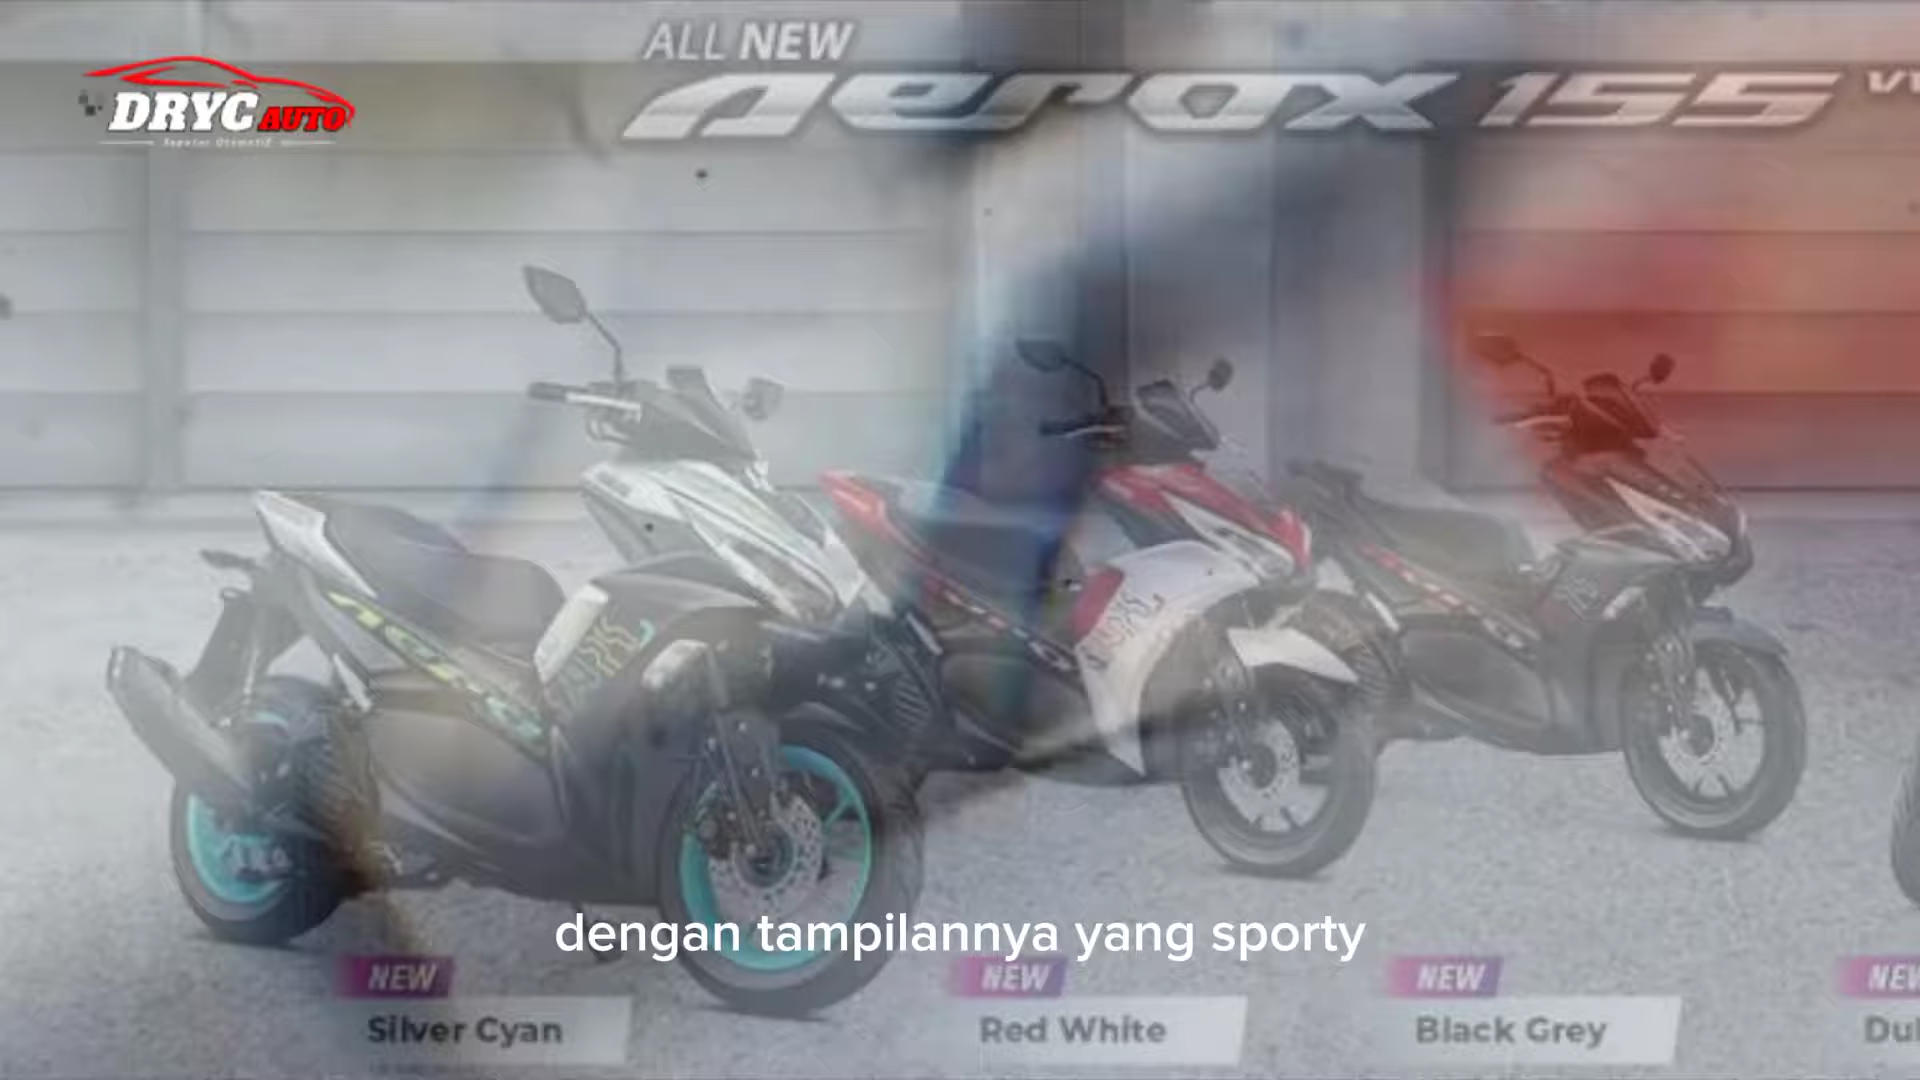 ALL NEW
aerox 155
DRYC AUTO
dengan tampilannya yang sporty
NEW
NEW
NEW
Silver Cyan
Red White
Black Grey